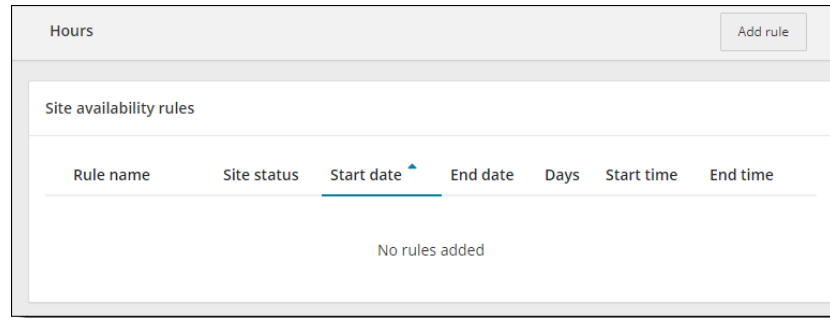 Hours Add rule
Site availability rules
Rule name Site status Start date End date Days Start time End time
No rules added